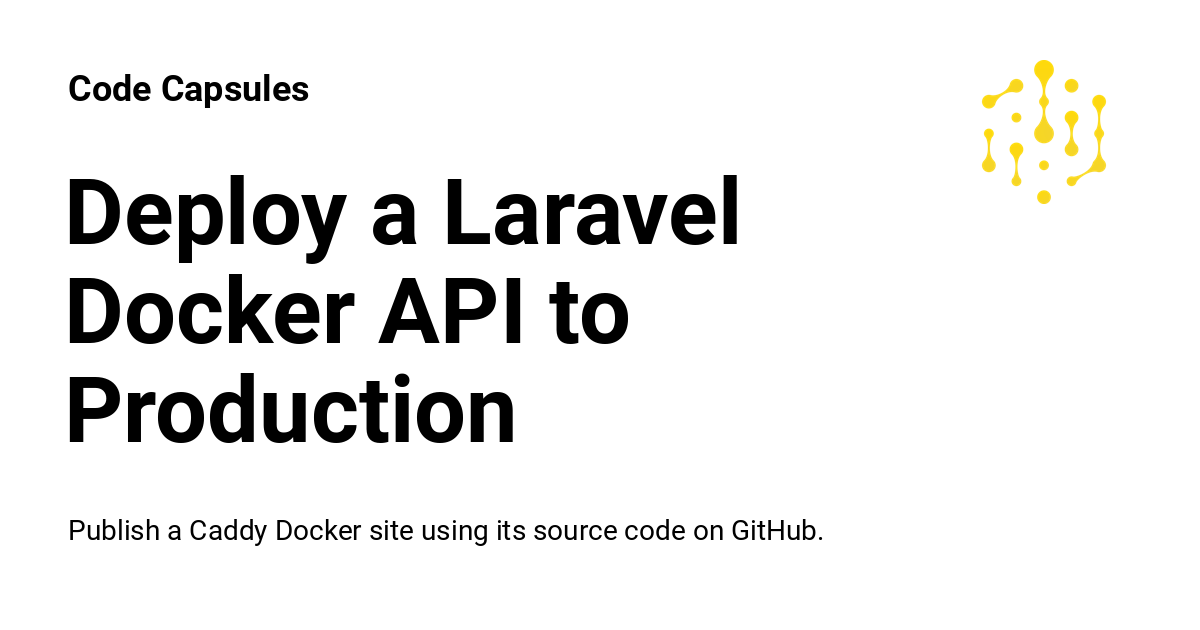 Code Capsules
Deploy a Laravel
Docker API to
Production
Publish a Caddy Docker site using its source code on GitHub.